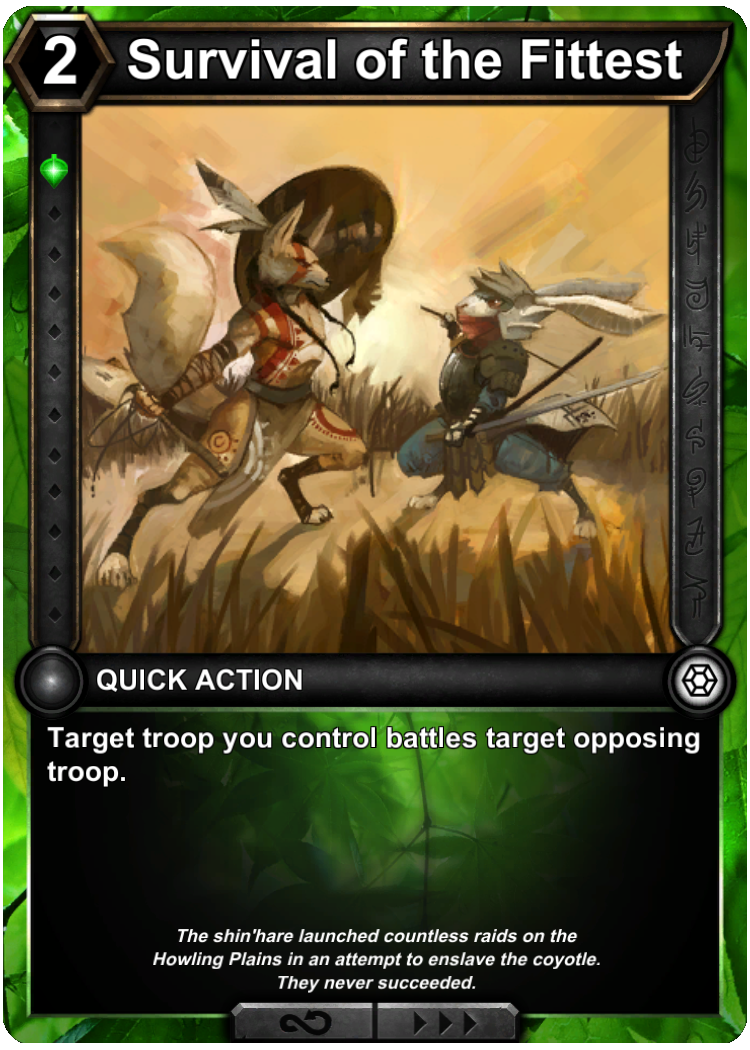 2 Survival of the Fittest
QUICK ACTION
Target troop you control battles target opposing
troop.
The shin'hare launched countless raids on the
Howling Plains in an attempt to enslave the coyotle.
They never succeeded.